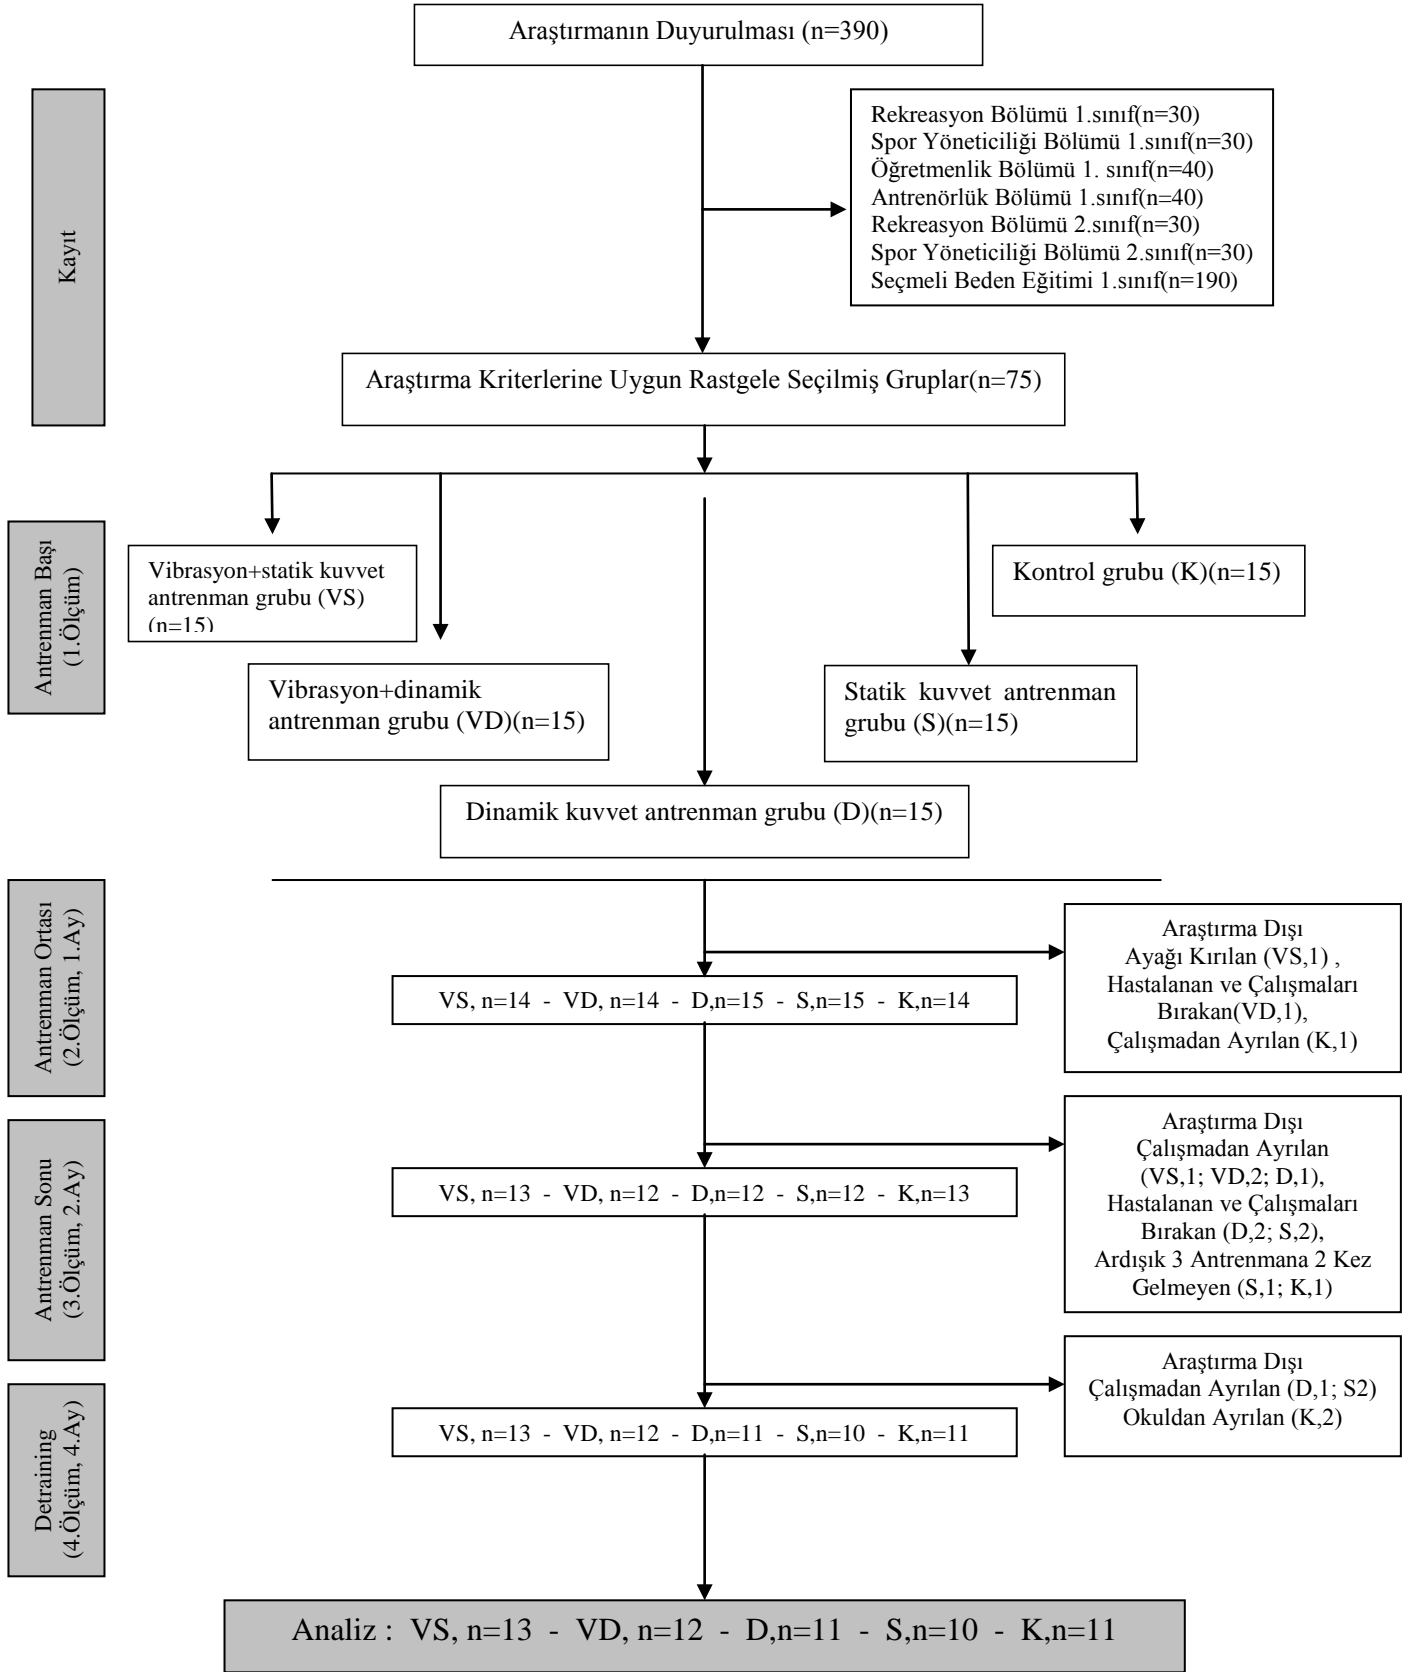 Araştırmanın Duyurulması (n=390)
Kayıt
Rekreasyon Bölümü 1.sınıf(n=30)
Spor Yöneticiliği Bölümü 1.sınıf(n=30)
Öğretmenlik Bölümü 1. sınıf(n=40)
Antrenörlük Bölümü 1.sınıf(n=40)
Rekreasyon Bölümü 2.sınıf(n=30)
Spor Yöneticiliği Bölümü 2.sınıf(n=30)
Seçmeli Beden Eğitimi 1.sınıf(n=190)
Araştırma Kriterlerine Uygun Rastgele Seçilmiş Gruplar(n=75)
Antrenman Başı
(1.Ölçüm)
Vibrasyon+statik kuvvet
antrenman grubu (VS)
(n=15)
Kontrol grubu (K)(n=15)
Vibrasyon+dinamik
antrenman grubu (VD)(n=15)
Statik kuvvet antrenman
grubu (S)(n=15)
Dinamik kuvvet antrenman grubu (D)(n=15)
Antrenman Ortası
(2.Ölçüm, 1.Ay)
Araştırma Dışı
Ayağı Kırılan (VS,1) ,
Hastalanan ve Çalışmaları
Bırakan(VD,1),
Çalışmadan Ayrılan (K,1)
VS, n=14 - VD, n=14 - D,n=15 - S,n=15 - K,n=14
Antrenman Sonu
(3.Ölçüm, 2.Ay)
Araştırma Dışı
Çalışmadan Ayrılan
(VS,1; VD,2; D,1),
Hastalanan ve Çalışmaları
Bırakan (D,2; S,2),
Ardışık 3 Antrenmana 2 Kez
Gelmeyen (S,1; K,1)
VS, n=13 - VD, n=12 - D,n=12 - S,n=12 - K,n=13
Detraining
(4.Ölçüm, 4.Ay)
Araştırma Dışı
Çalışmadan Ayrılan (D,1; S2)
Okuldan Ayrılan (K,2)
VS, n=13 - VD, n=12 - D,n=11 - S,n=10 - K,n=11
Analiz : VS, n=13 - VD, n=12 - D,n=11 - S,n=10 - K,n=11